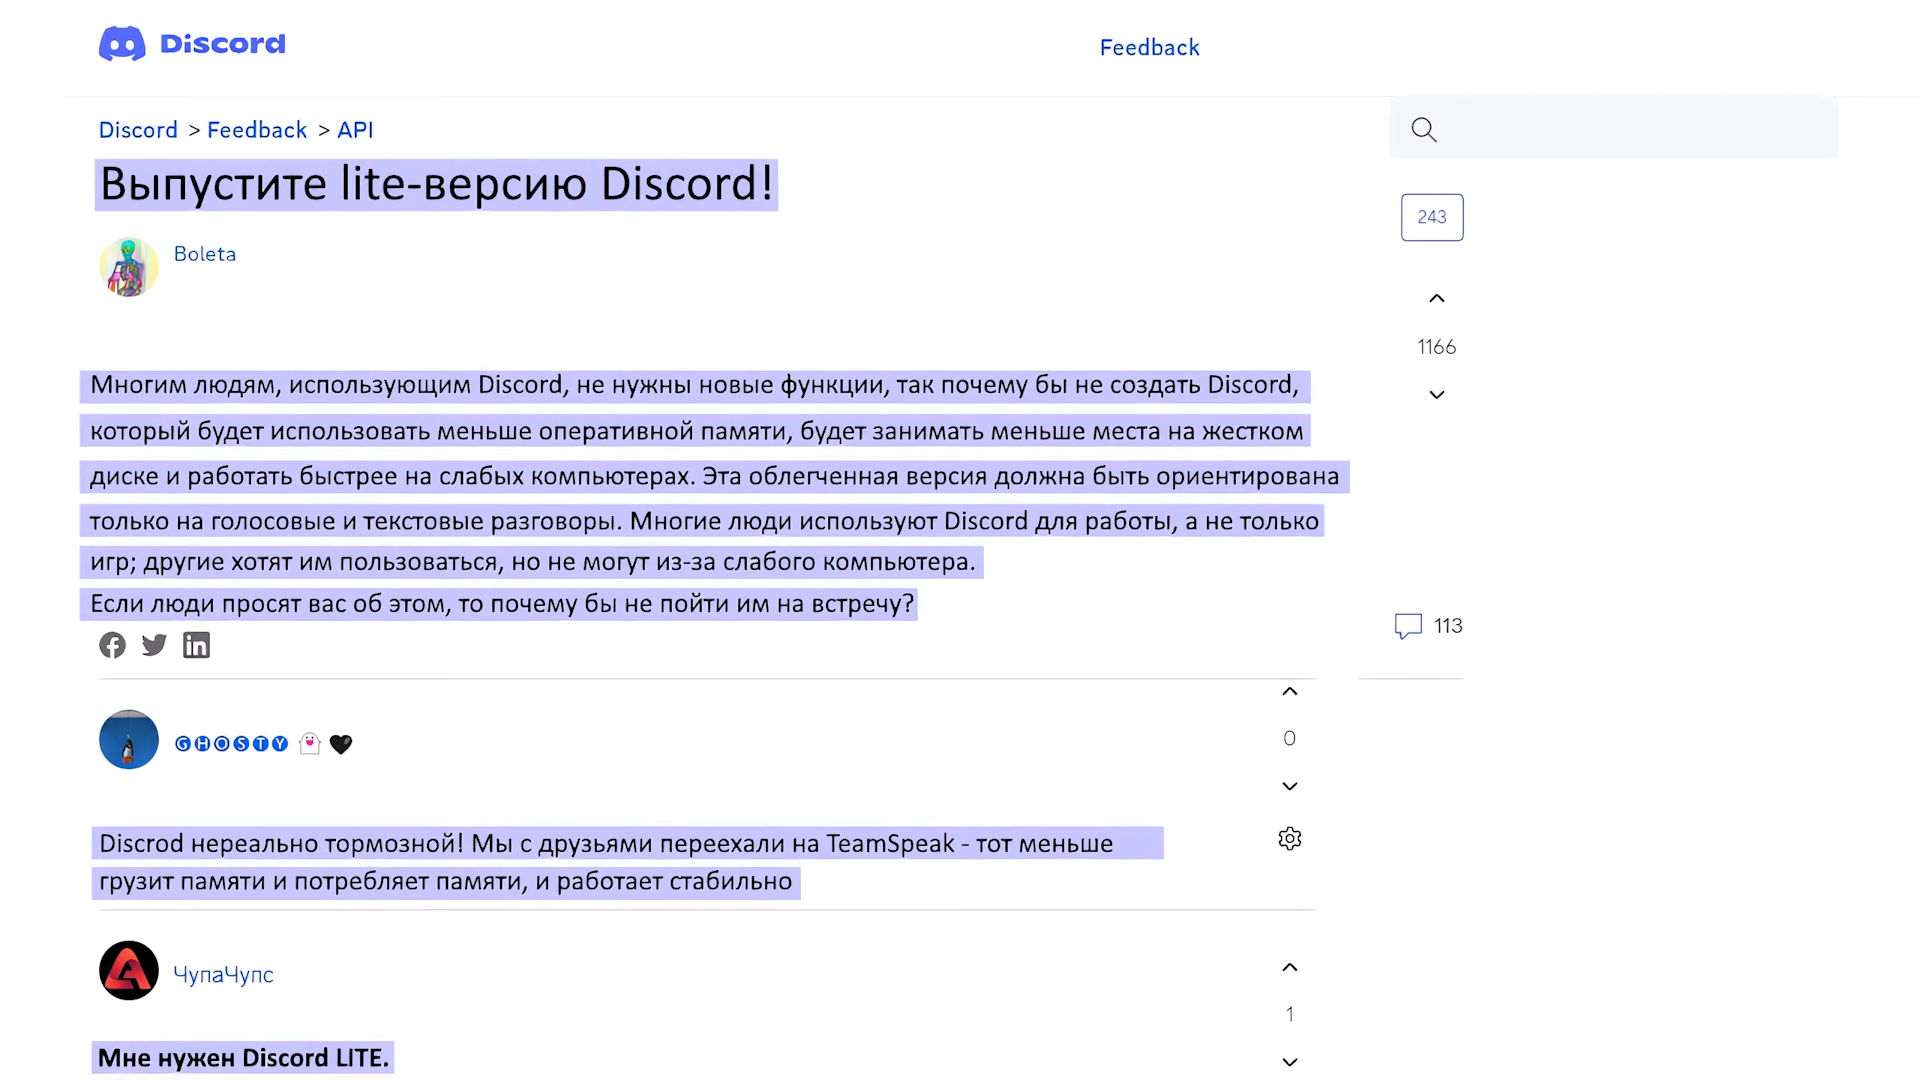 Discord
Feedback
Discord > Feedback > API
Выпустите lite-версию Discord!
243
Boleta
1166
Многим людям, использующим Discord, не нужны новые функции, так почему бы не создать Discord,
который будет использовать меньше оперативной памяти, будет занимать меньше места на жестком
диске и работать быстрее на слабых компьютерах. Эта облегченная версия должна быть ориентирована
только на голосовые и текстовые разговоры. Многие люди используют Discord для работы, а не только
игр; другие хотят им пользоваться, но не могут из-за слабого компьютера.
Если люди просят вас об этом, то почему бы не пойти им на встречу?
113
🅖🅗🅞🅢🅣🅨 👻 🖤
0
Discrod нереально тормозной! Мы с друзьями переехали на TeamSpeak - тот меньше
грузит памяти и потребляет памяти, и работает стабильно
ЧупаЧупс
1
Мне нужен Discord LITE.